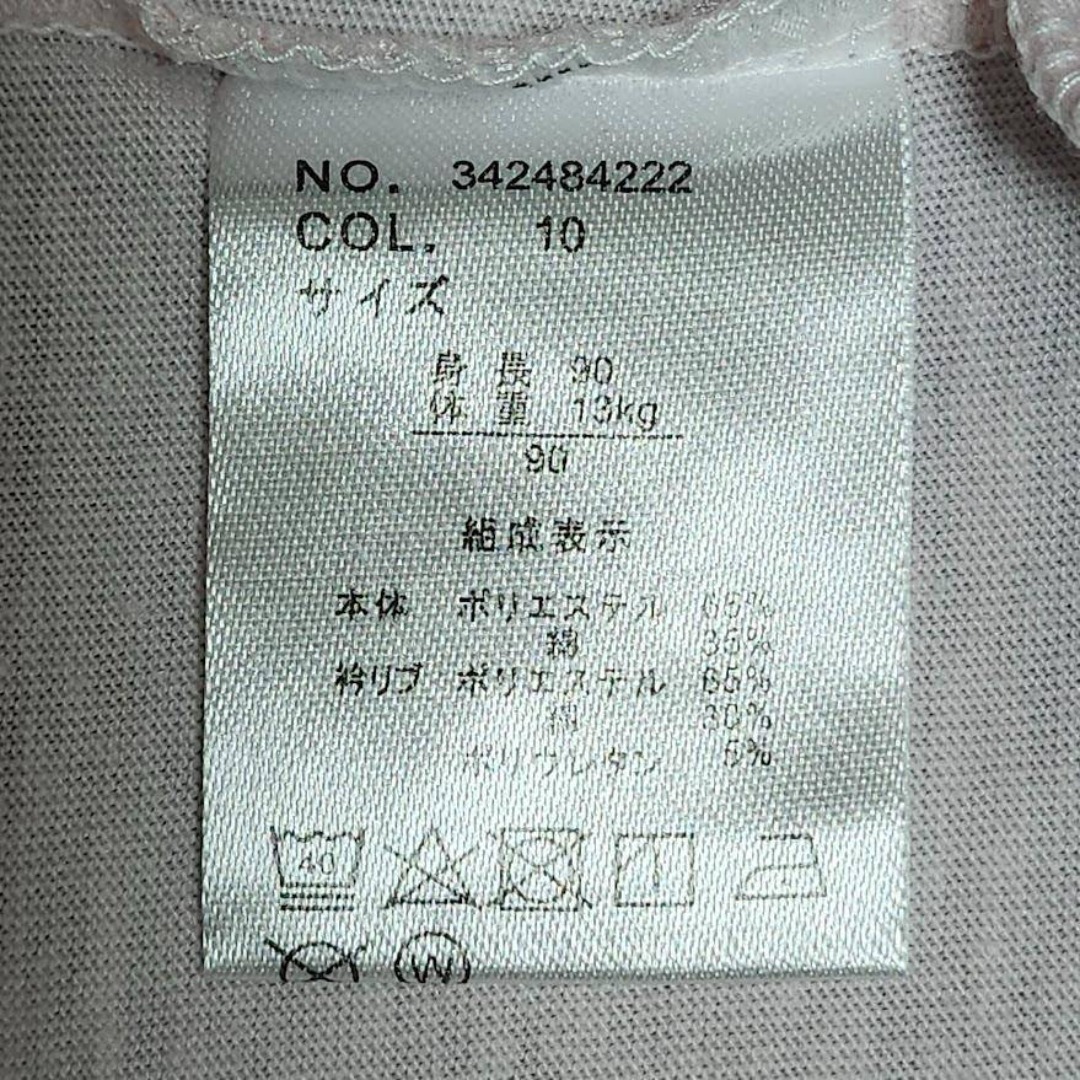 NO. 342484222
COL. 10
サイズ
身長 90
体重 13kg
90
組成表示
本体 ポリエステル 65%
綿 35%
衿リブ ポリエステル 65%
綿 30%
ポリウレタン 5%
40
W